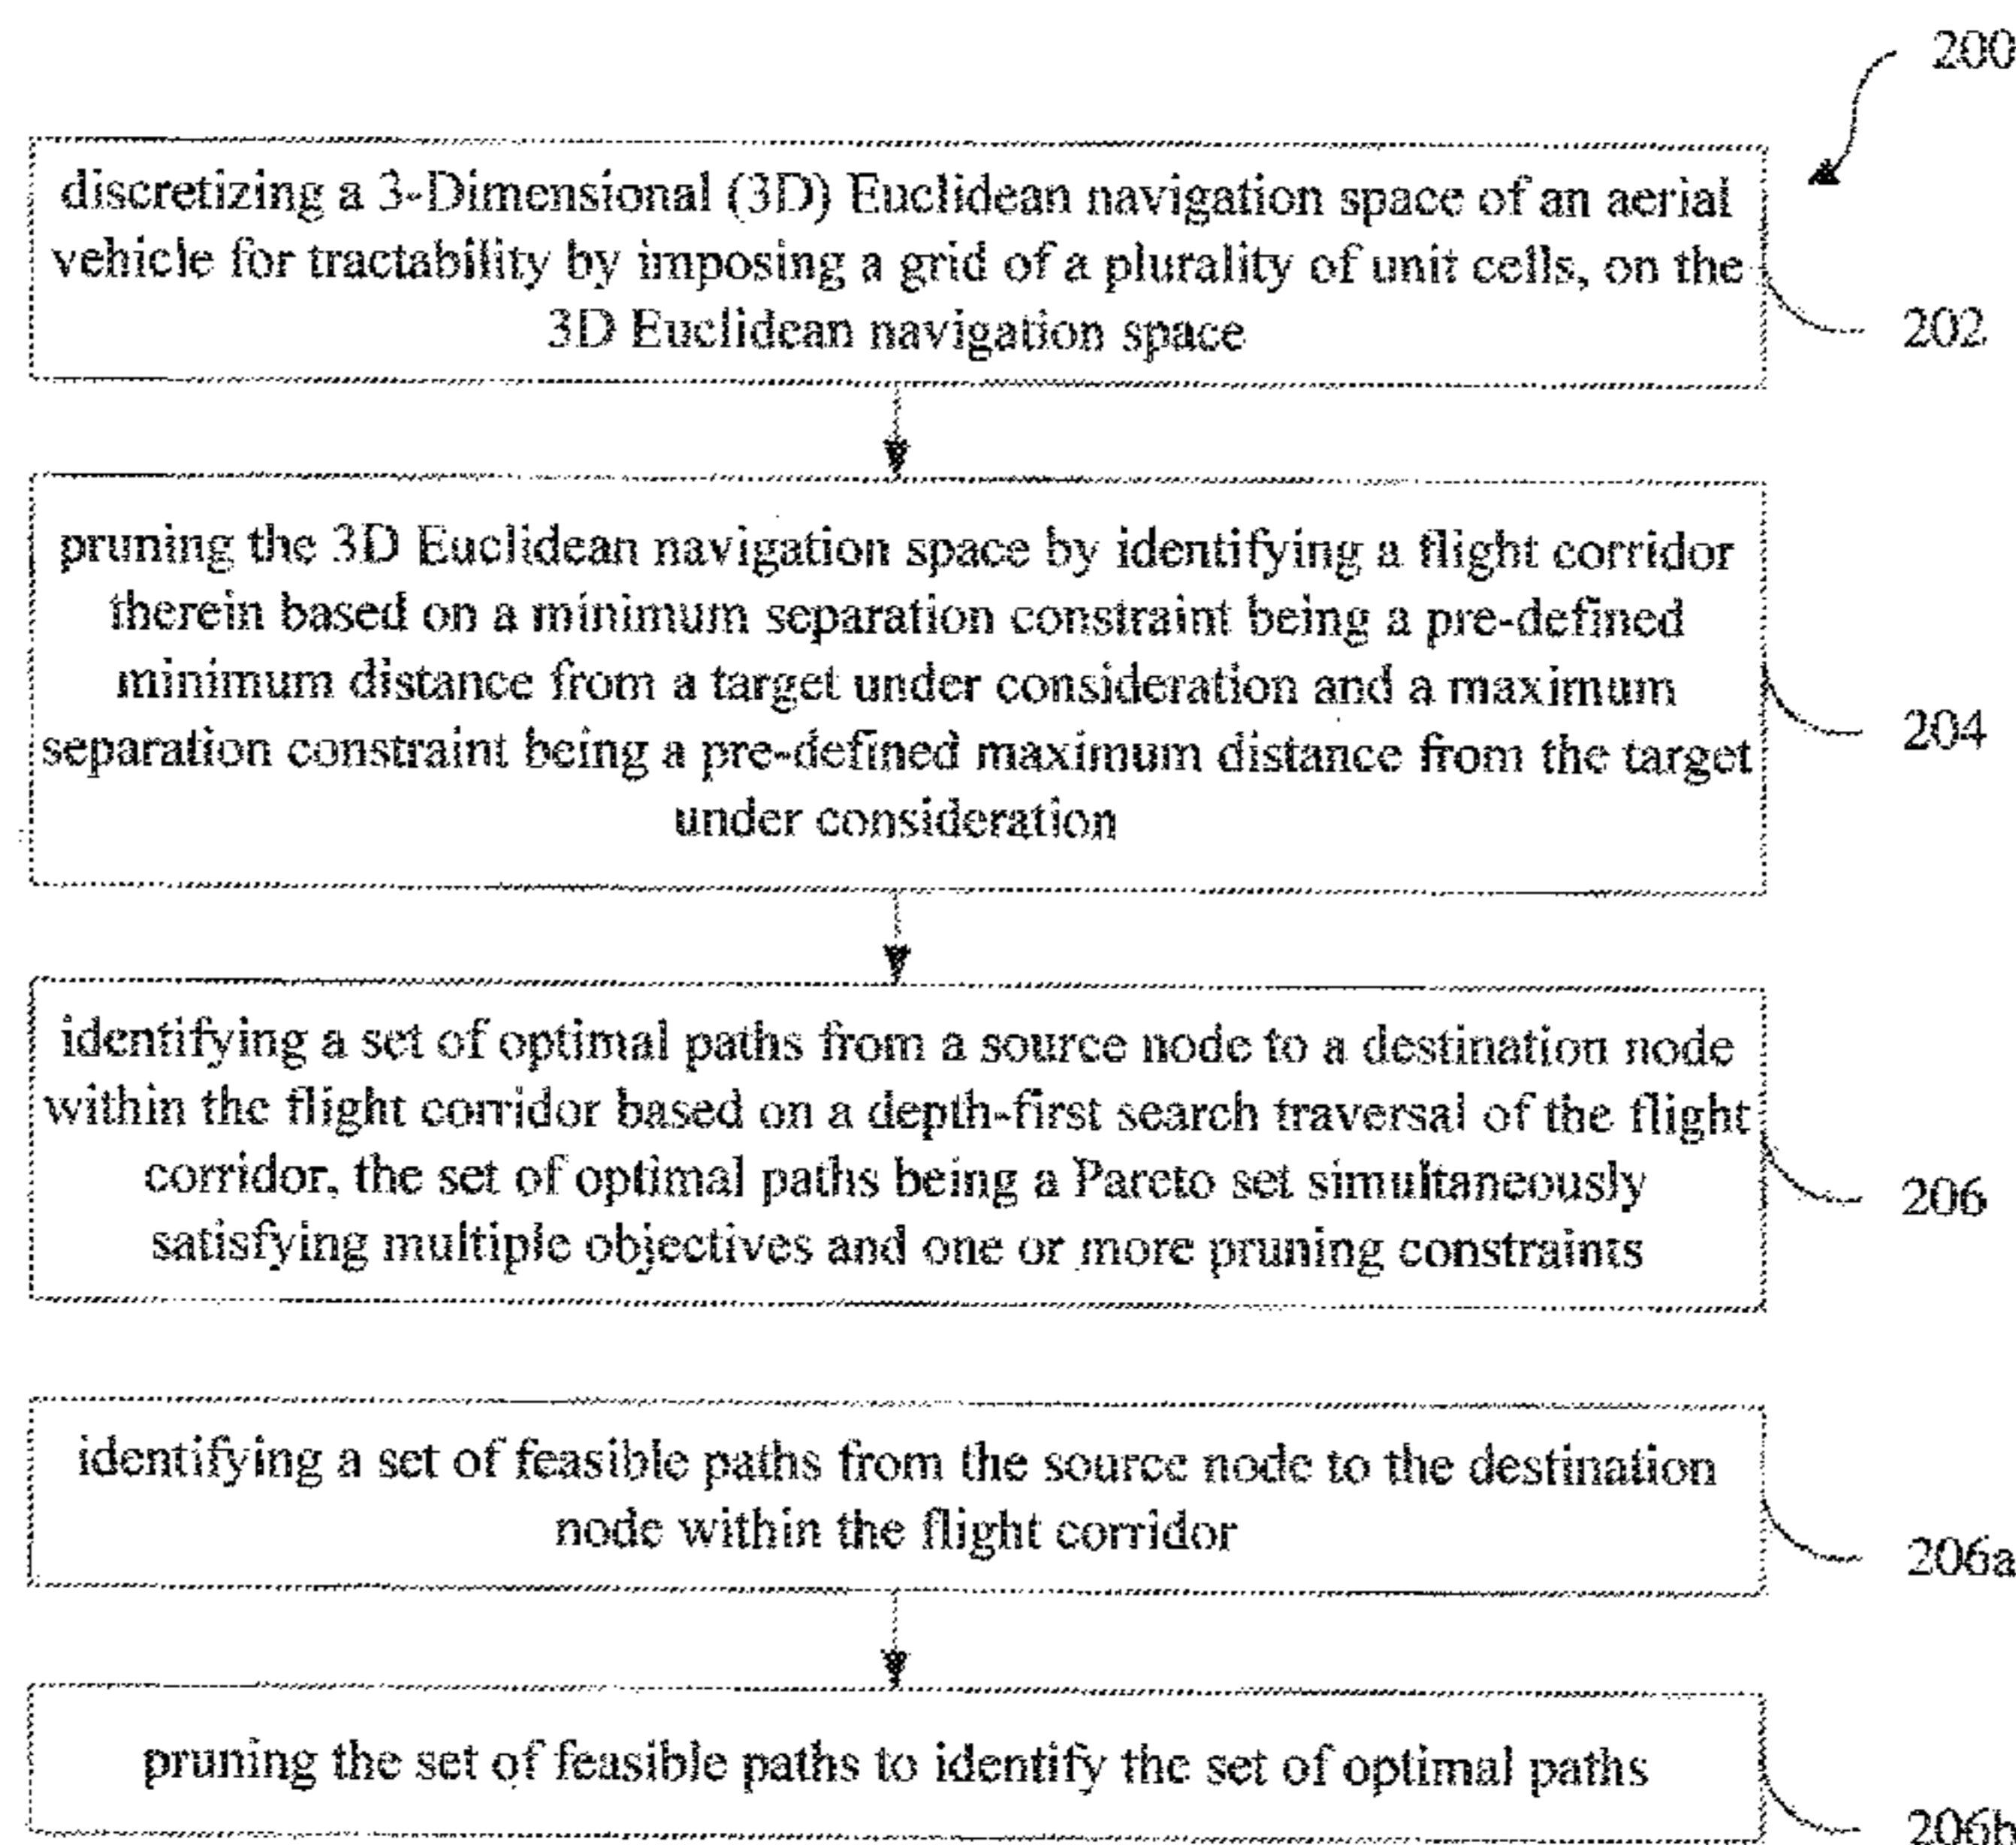 200
discretizing a 3-Dimensional (3D) Euclidean navigation space of an aerial
vehicle for tractability by imposing a grid of a plurality of unit cells, on the
3D Euclidean navigation space
202
pruning the 3D Euclidean navigation space by identifying a flight corridor
therein based on a minimum separation constraint being a pre-defined
minimum distance from a target under consideration and a maximum
separation constraint being a pre-defined maximum distance from the target
under consideration
204
identifying a set of optimal paths from a source node to a destination node
within the flight corridor based on a depth-first search traversal of the flight
corridor, the set of optimal paths being a Pareto set simultaneously
satisfying multiple objectives and one or more pruning constraints
206
identifying a set of feasible paths from the source node to the destination
node within the flight corridor
206a
pruning the set of feasible paths to identify the set of optimal paths
206b